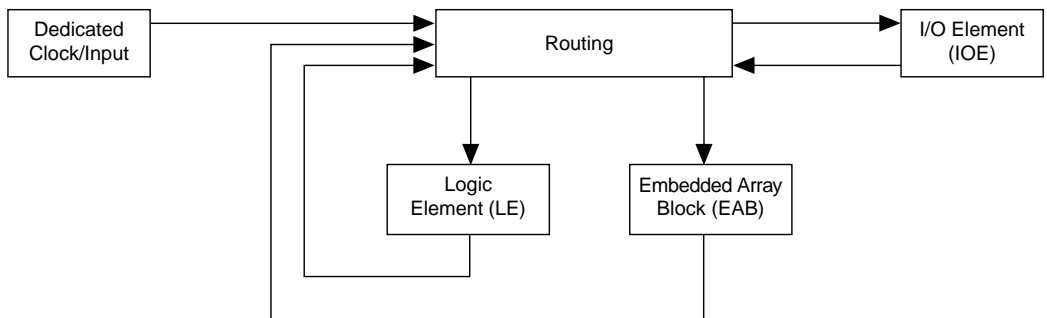 Dedicated
Clock/Input
Routing
I/O Element
(IOE)
Logic
Element (LE)
Embedded Array
Block (EAB)